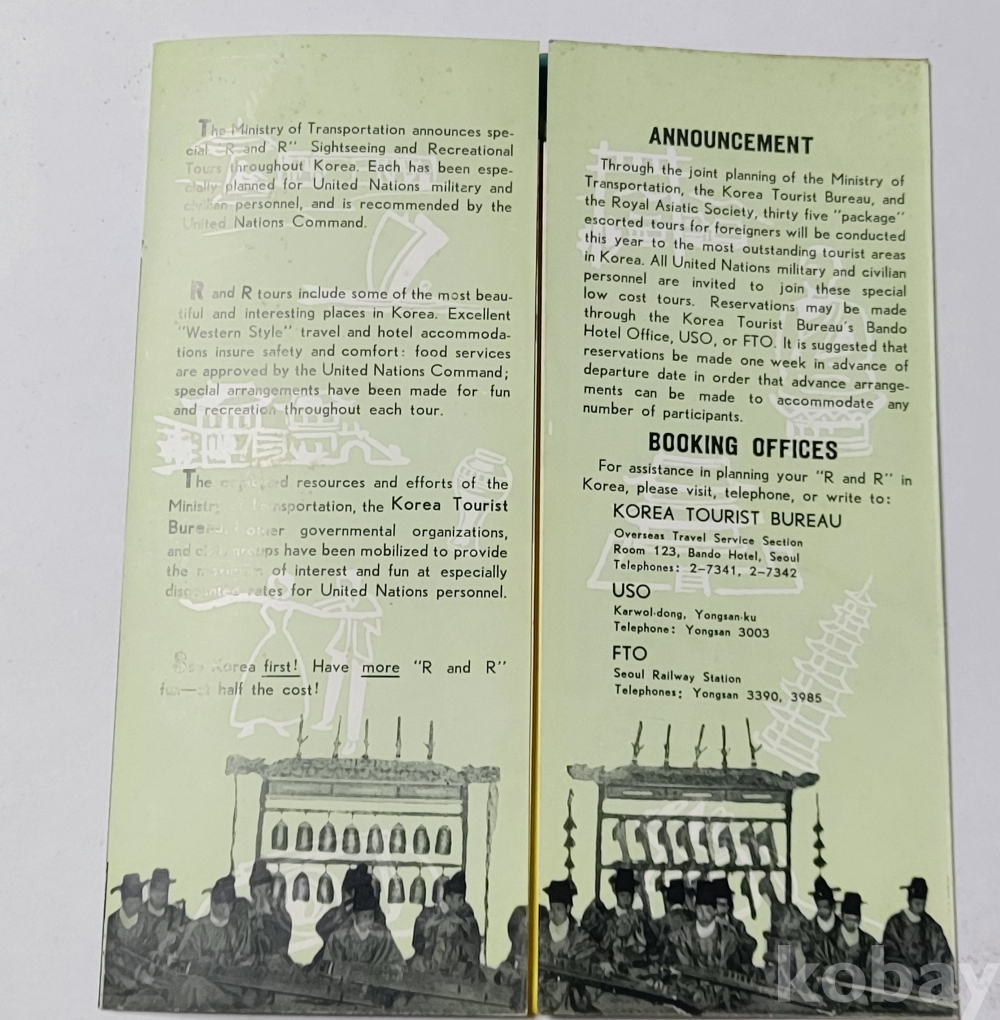 The Ministry of Transportation announces spe-
cial "R and R" Sightseeing and Recreational
Tours throughout Korea. Each has been espe-
cially planned for United Nations military and
civilian personnel, and is recommended by the
United Nations Command.
R and R tours include some of the most beau-
tiful and interesting places in Korea. Excellent
"Western Style" travel and hotel accommoda-
tions insure safety and comfort: food services
are approved by the United Nations Command;
special arrangements have been made for fun
and recreation throughout each tour.
The resources and efforts of the
Ministry of Transportation, the Korea Tourist
Bureau, other governmental organizations,
and groups have been mobilized to provide
the of interest and fun at especially
discounted rates for United Nations personnel.
See Korea first! Have more "R and R"
fun—at half the cost!
ANNOUNCEMENT
Through the joint planning of the Ministry of
Transportation, the Korea Tourist Bureau, and
the Royal Asiatic Society, thirty five "package"
escorted tours for foreigners will be conducted
this year to the most outstanding tourist areas
in Korea. All United Nations military and civilian
personnel are invited to join these special
low cost tours. Reservations may be made
through the Korea Tourist Bureau's Bando
Hotel Office, USO, or FTO. It is suggested that
reservations be made one week in advance of
departure date in order that advance arrange-
ments can be made to accommodate any
number of participants.
BOOKING OFFICES
For assistance in planning your "R and R" in
Korea, please visit, telephone, or write to:
KOREA TOURIST BUREAU
Overseas Travel Service Section
Room 123, Bando Hotel, Seoul
Telephones: 2-7341, 2-7342
USO
Karwol-dong, Yongsan-ku
Telephone: Yongsan 3003
FTO
Seoul Railway Station
Telephones: Yongsan 3390, 3985
kobay